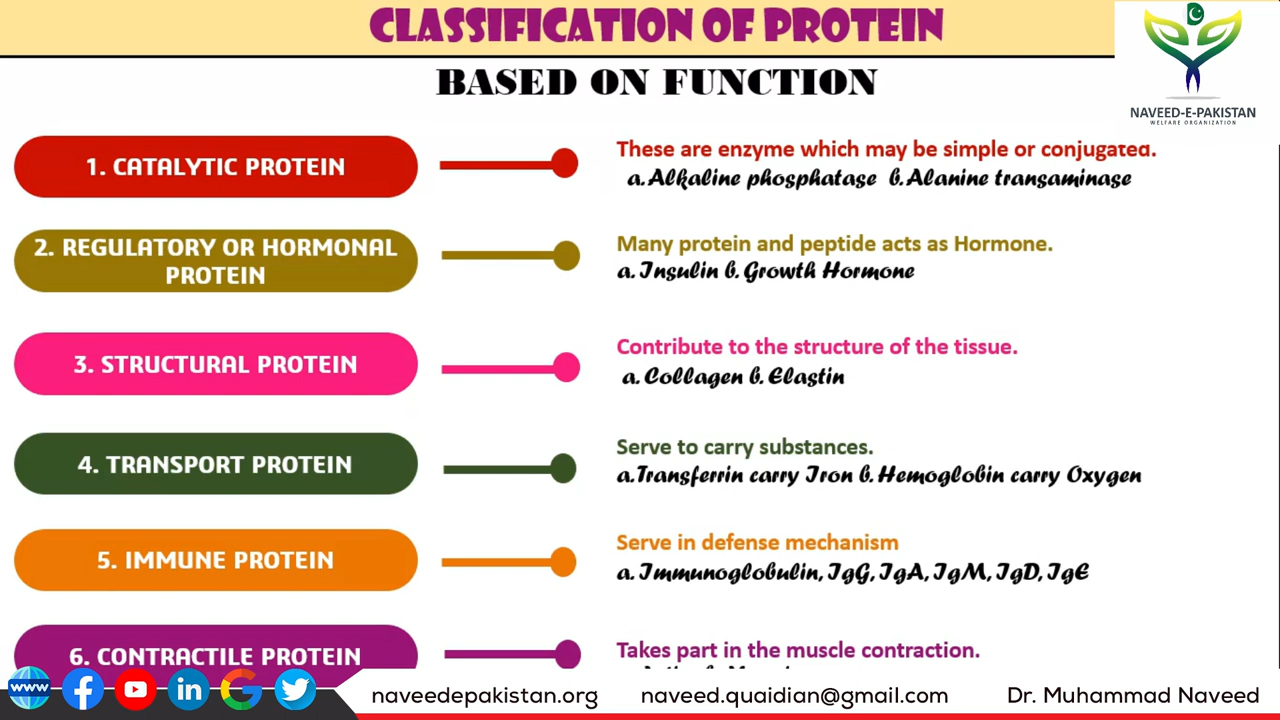 CLASSIFICATION OF PROTEIN
BASED ON FUNCTION
NAVEED-E-PAKISTAN
WELFARE ORGANIZATION
1. CATALYTIC PROTEIN
These are enzyme which may be simple or conjugated.
a. Alkaline phosphatase b. Alanine transaminase
2. REGULATORY OR HORMONAL
PROTEIN
Many protein and peptide acts as Hormone.
a. Insulin b. Growth Hormone
3. STRUCTURAL PROTEIN
Contribute to the structure of the tissue.
a. Collagen b. Elastin
4. TRANSPORT PROTEIN
Serve to carry substances.
a. Transferrin carry Iron b. Hemoglobin carry Oxygen
5. IMMUNE PROTEIN
Serve in defense mechanism
a. Immunoglobulin, IgG, IgA, IgM, IgD, IgE
6. CONTRACTILE PROTEIN
Takes part in the muscle contraction.
www
naveedepakistan.org naveed.quaidian@gmail.com Dr. Muhammad Naveed